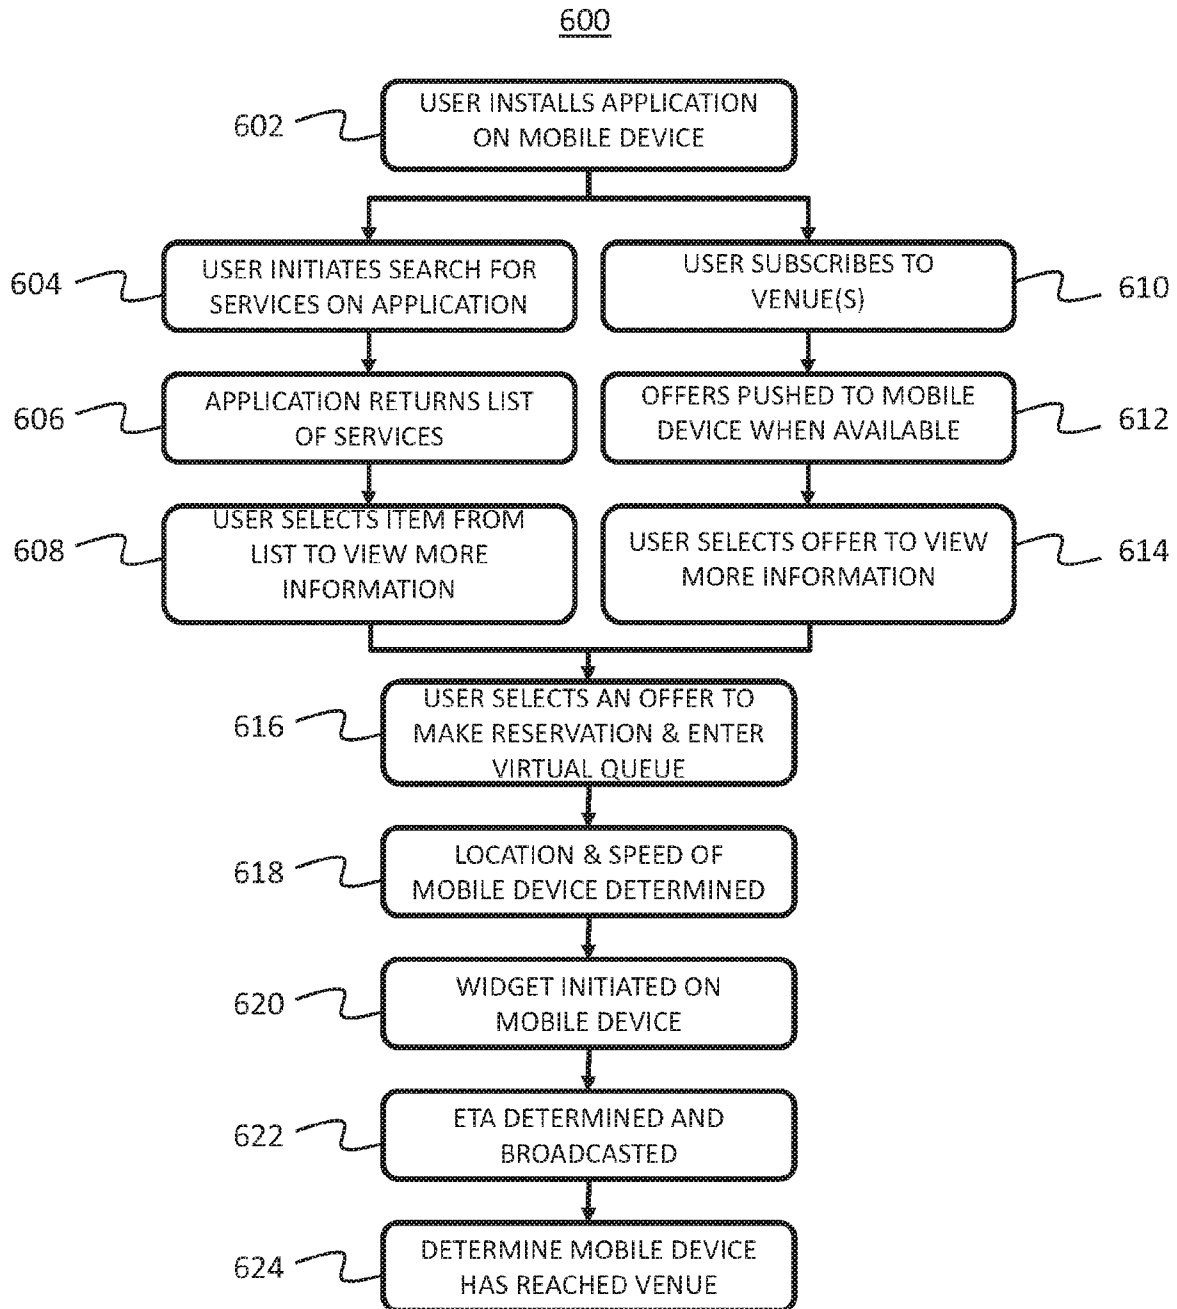 600
602
USER INSTALLS APPLICATION
ON MOBILE DEVICE
604
USER INITIATES SEARCH FOR
SERVICES ON APPLICATION
USER SUBSCRIBES TO
VENUE(S)
610
606
APPLICATION RETURNS LIST
OF SERVICES
OFFERS PUSHED TO MOBILE
DEVICE WHEN AVAILABLE
612
608
USER SELECTS ITEM FROM
LIST TO VIEW MORE
INFORMATION
USER SELECTS OFFER TO VIEW
MORE INFORMATION
614
616
USER SELECTS AN OFFER TO
MAKE RESERVATION & ENTER
VIRTUAL QUEUE
618
LOCATION & SPEED OF
MOBILE DEVICE DETERMINED
620
WIDGET INITIATED ON
MOBILE DEVICE
622
ETA DETERMINED AND
BROADCASTED
624
DETERMINE MOBILE DEVICE
HAS REACHED VENUE